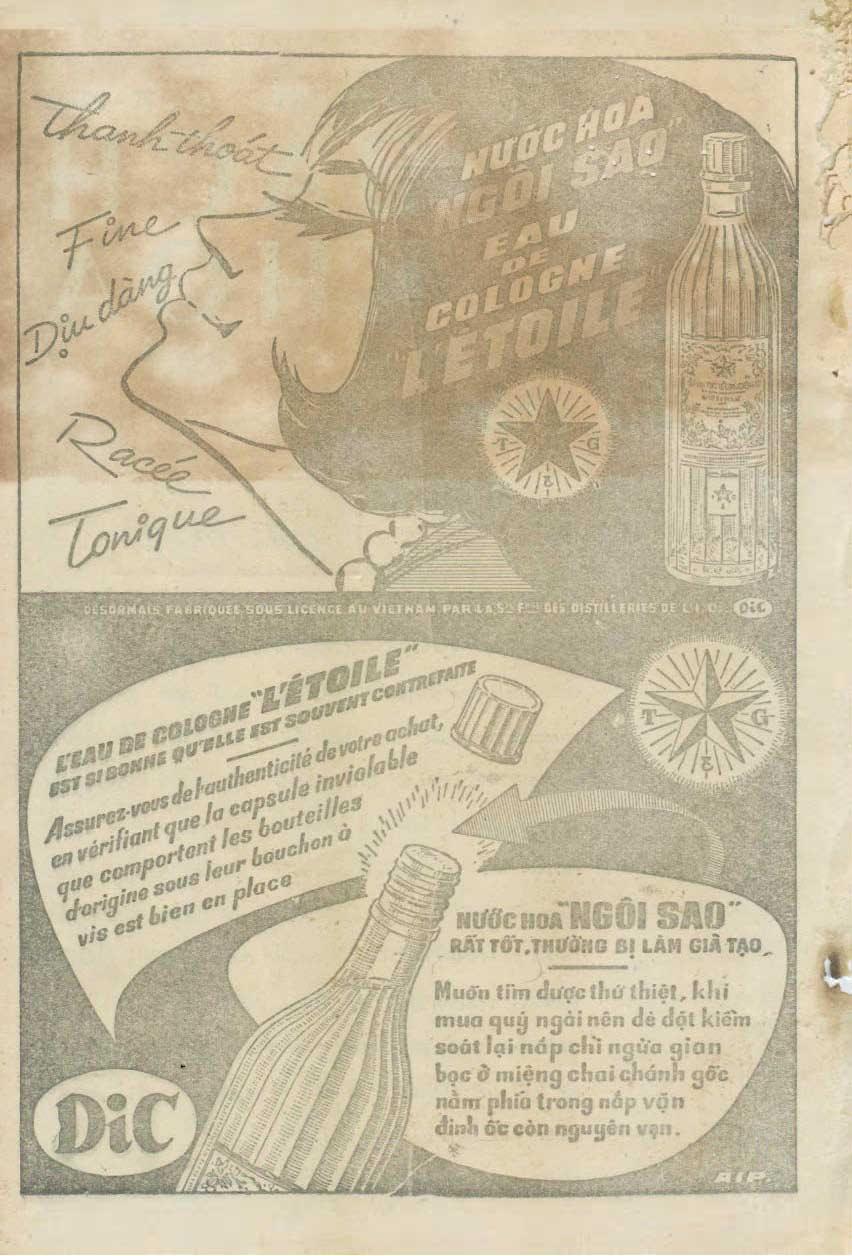 thanh-thoát
Fine
Dịu dàng
Racée
Tonique
NƯỚC HOA
"NGÔI SAO"
EAU
DE
COLOGNE
"L'ÉTOILE"
T G
DÉSORMAIS FABRIQUÉE SOUS LICENCE AU VIETNAM PAR LA Sté Fse DES DISTILLERIES DE L'I.C. DiC
L'EAU DE COLOGNE "L'ÉTOILE"
EST SI BONNE QU'ELLE EST SOUVENT CONTREFAITE
Assurez-vous de l'authenticité de votre achat,
en vérifiant que la capsule inviolable
que comportent les bouteilles
d'origine sous leur bouchon à
vis est bien en place
T G
NƯỚC HOA "NGÔI SAO"
RẤT TỐT, THƯỜNG BỊ LÀM GIẢ TẠO.
Muốn tìm được thứ thiệt, khi
mua quý ngài nên dè dặt kiểm
soát lại nắp chì ngừa gian
bọc ở miệng chai chánh gốc
nằm phía trong nắp vặn
đinh ốc còn nguyên vẹn.
DiC
A.I.P.